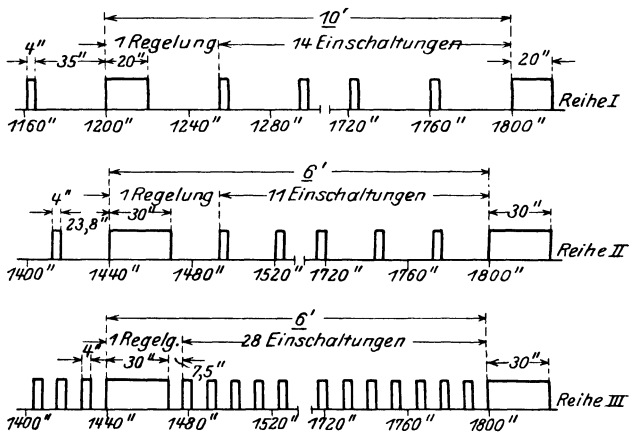 10'
4" 1 Regelung 14 Einschaltungen
35" 20" 20"
Reihe I
1160" 1200" 1240" 1280" 1720" 1760" 1800"
6'
4" 1 Regelung 11 Einschaltungen
23,8" 30" 30"
Reihe II
1400" 1440" 1480" 1520" 1720" 1760" 1800"
6'
1 Regelg. 28 Einschaltungen
4" 30" 7,5" 30"
Reihe III
1400" 1440" 1480" 1520" 1720" 1760" 1800"